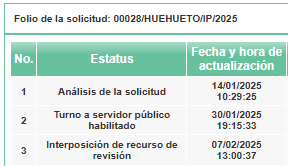 Folio de la solicitud: 00028/HUEHUETO/IP/2025
No. Estatus Fecha y hora de actualización
1 Análisis de la solicitud 14/01/2025 10:29:25
2 Turno a servidor público habilitado 30/01/2025 19:15:33
3 Interposición de recurso de revisión 07/02/2025 13:00:37